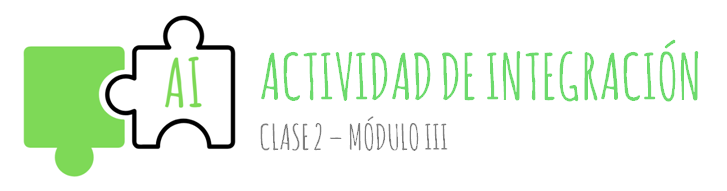 AI
ACTIVIDAD DE INTEGRACIÓN
CLASE 2 – MÓDULO III